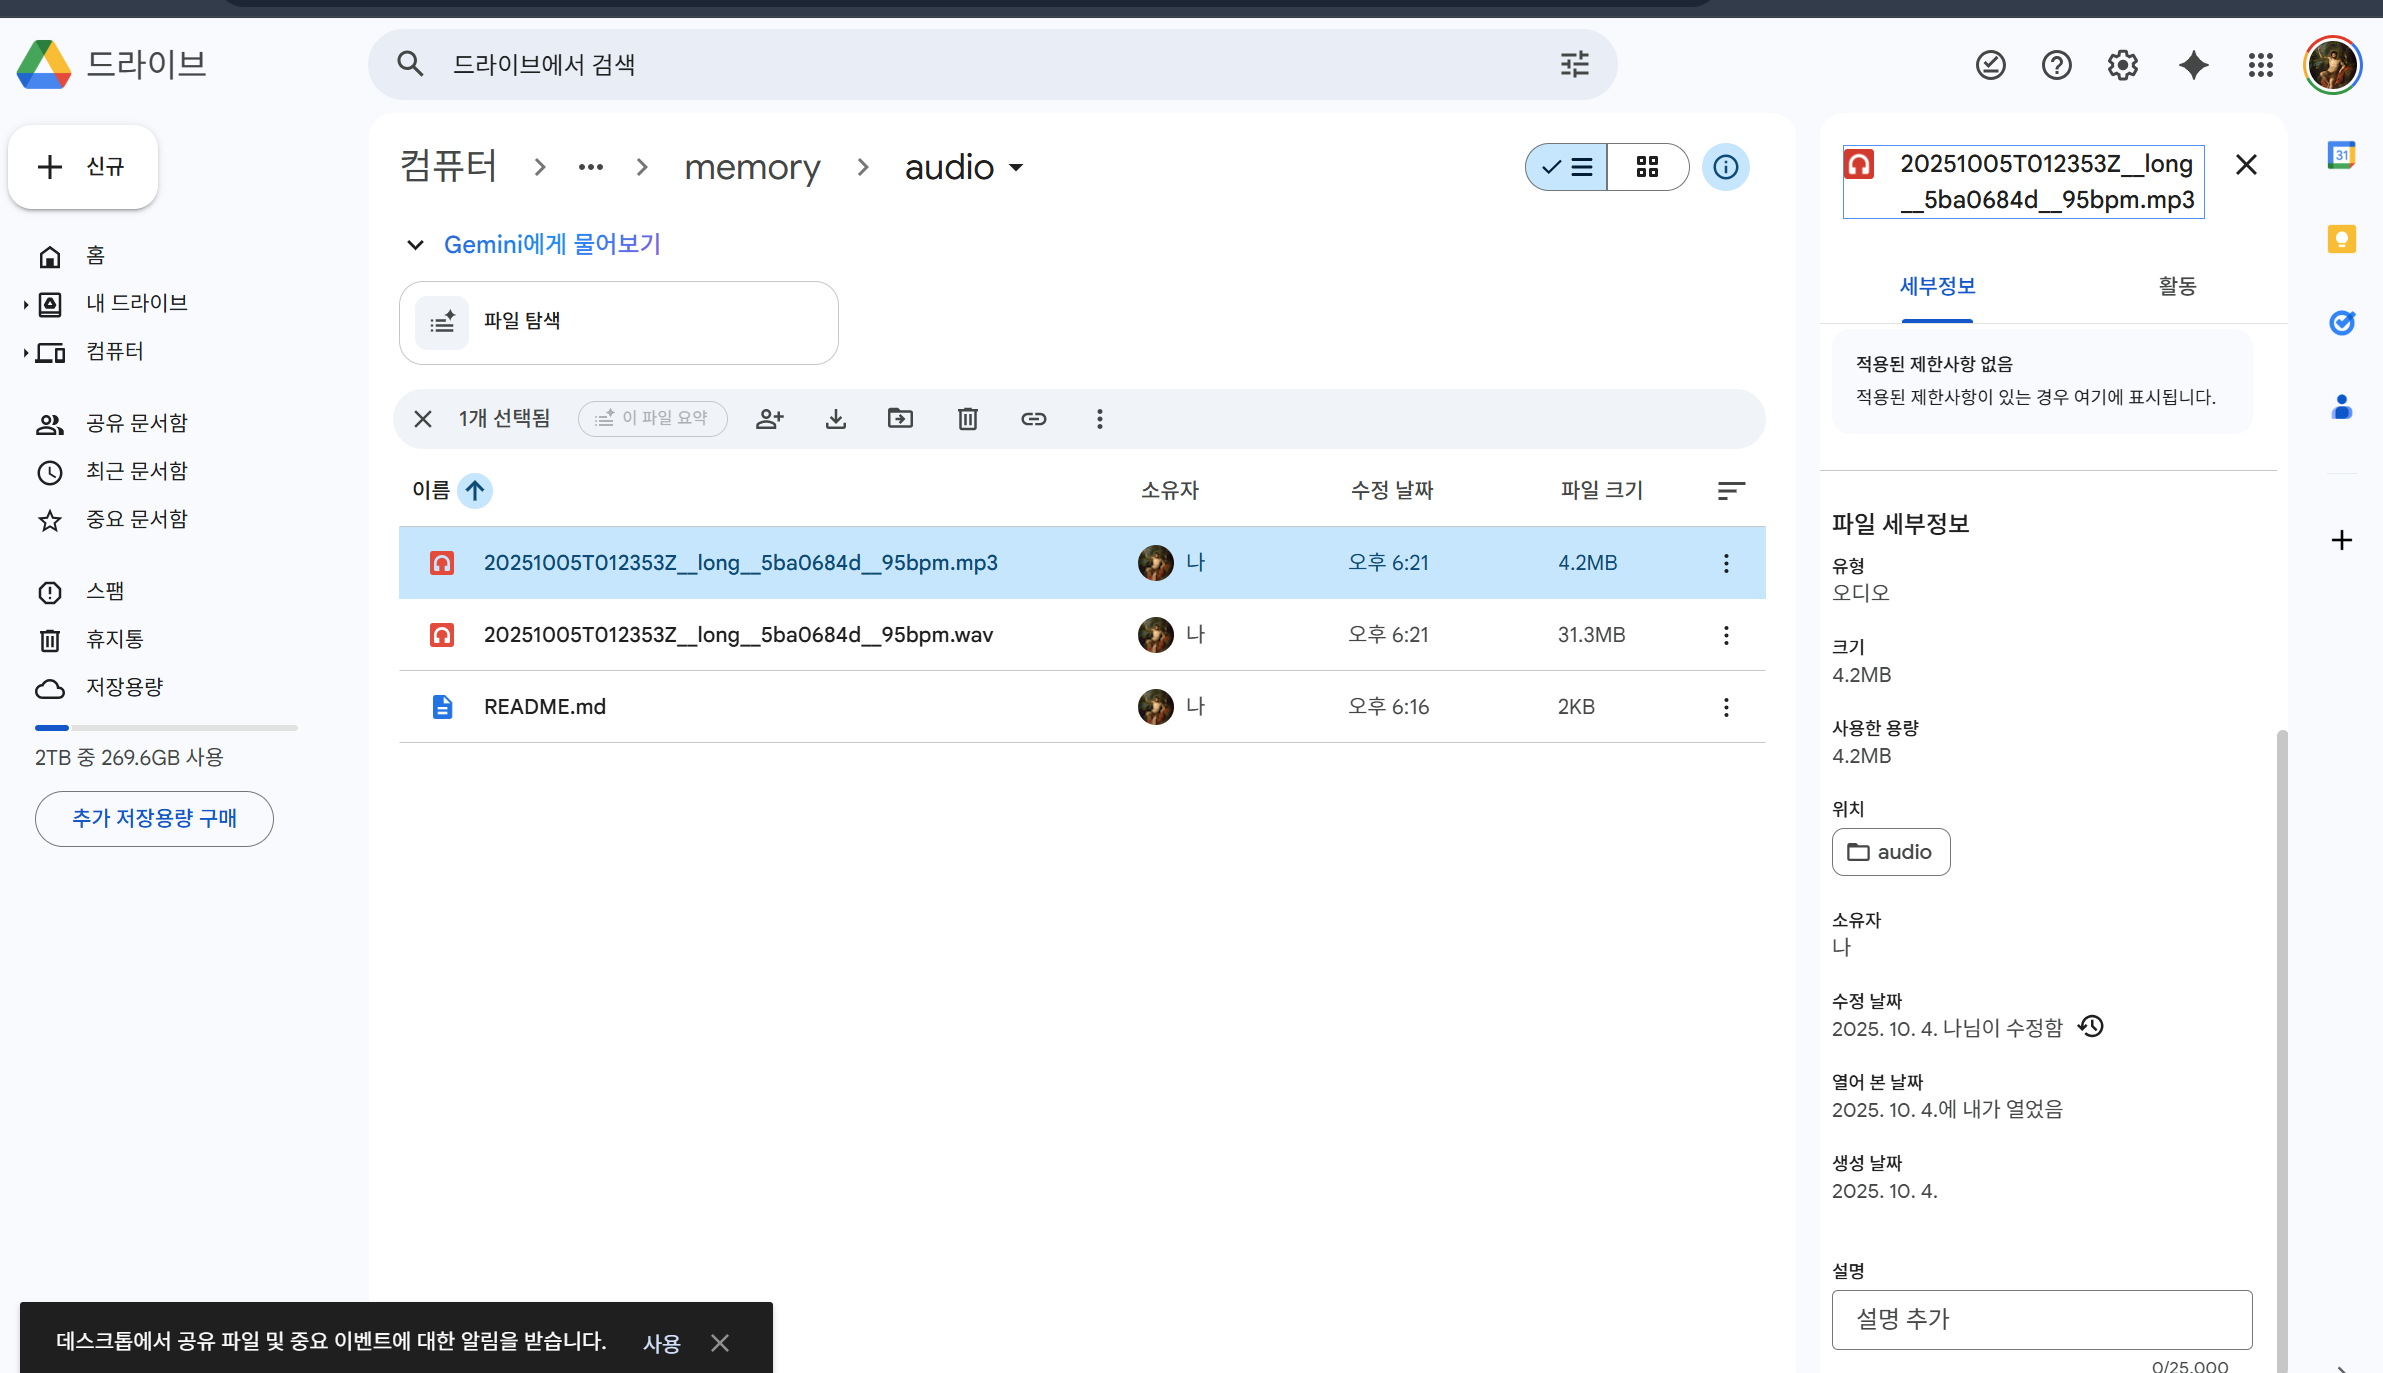 드라이브
드라이브에서 검색
신규
홈
내 드라이브
컴퓨터
공유 문서함
최근 문서함
중요 문서함
스팸
휴지통
저장용량
2TB 중 269.6GB 사용
추가 저장용량 구매
컴퓨터
memory
audio
Gemini에게 물어보기
파일 탐색
1개 선택됨
이 파일 요약
이름 소유자 수정 날짜 파일 크기
20251005T012353Z__long__5ba0684d__95bpm.mp3 나 오후 6:21 4.2MB
20251005T012353Z__long__5ba0684d__95bpm.wav 나 오후 6:21 31.3MB
README.md 나 오후 6:16 2KB
20251005T012353Z__long
__5ba0684d__95bpm.mp3
세부정보 활동
적용된 제한사항 없음
적용된 제한사항이 있는 경우 여기에 표시됩니다.
파일 세부정보
유형
오디오
크기
4.2MB
사용한 용량
4.2MB
위치
audio
소유자
나
수정 날짜
2025. 10. 4. 나님이 수정함
열어 본 날짜
2025. 10. 4.에 내가 열었음
생성 날짜
2025. 10. 4.
설명
설명 추가
0/25,000
31
데스크톱에서 공유 파일 및 중요 이벤트에 대한 알림을 받습니다. 사용